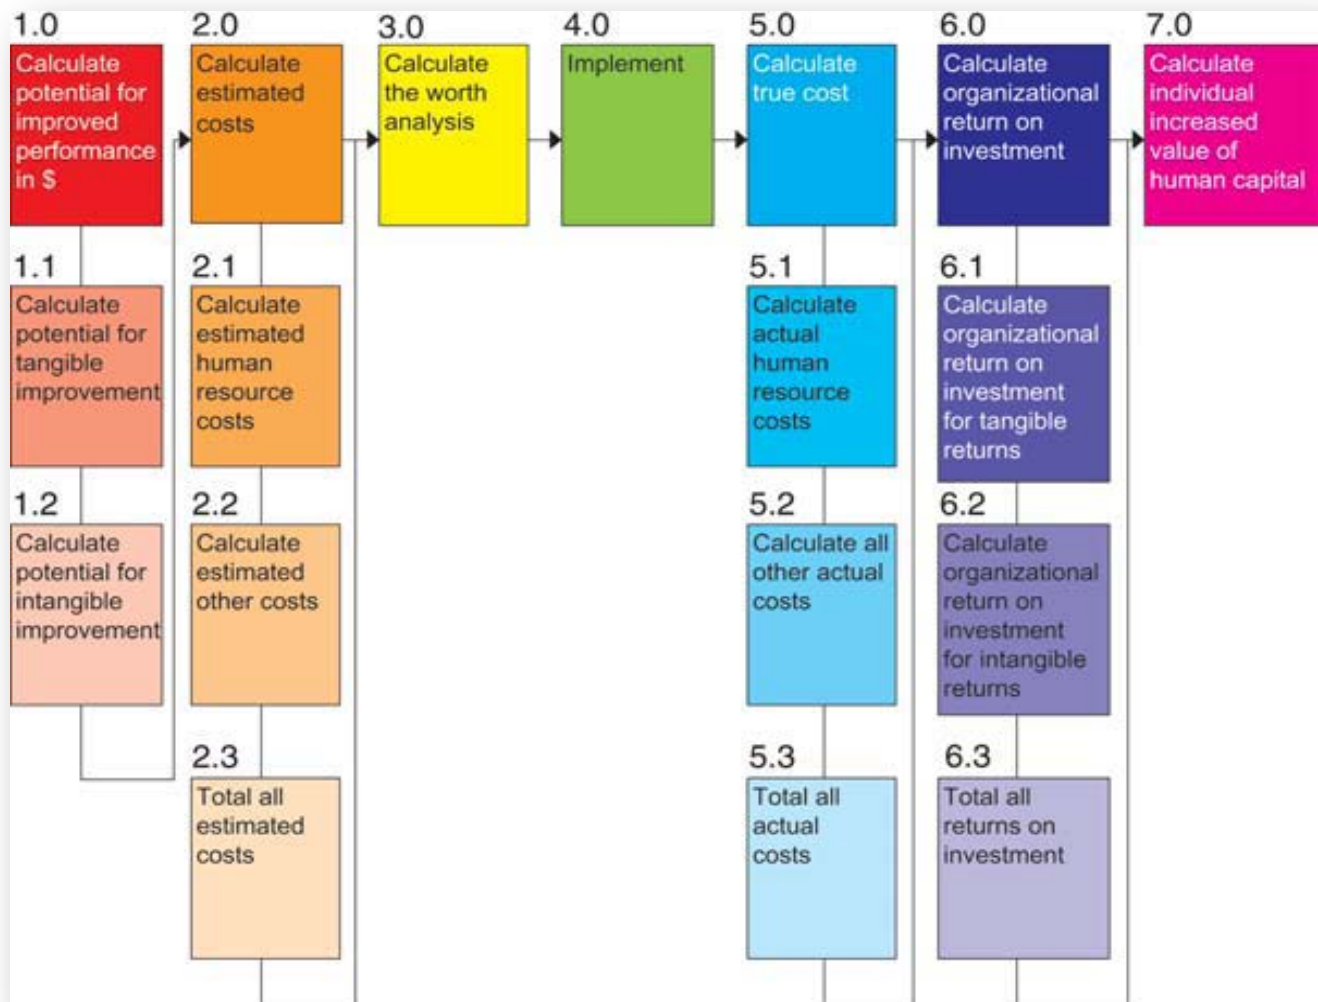 1.0
Calculate
potential for
improved
performance
in $
2.0
Calculate
estimated
costs
3.0
Calculate
the worth
analysis
4.0
Implement
5.0
Calculate
true cost
6.0
Calculate
organizational
return on
investment
7.0
Calculate
individual
increased
value of
human capital
1.1
Calculate
potential for
tangible
improvement
2.1
Calculate
estimated
human
resource
costs
5.1
Calculate
actual
human
resource
costs
6.1
Calculate
organizational
return on
investment
for tangible
returns
1.2
Calculate
potential for
intangible
improvement
2.2
Calculate
estimated
other costs
5.2
Calculate all
other actual
costs
6.2
Calculate
organizational
return on
investment
for intangible
returns
2.3
Total all
estimated
costs
5.3
Total all
actual
costs
6.3
Total all
returns on
investment